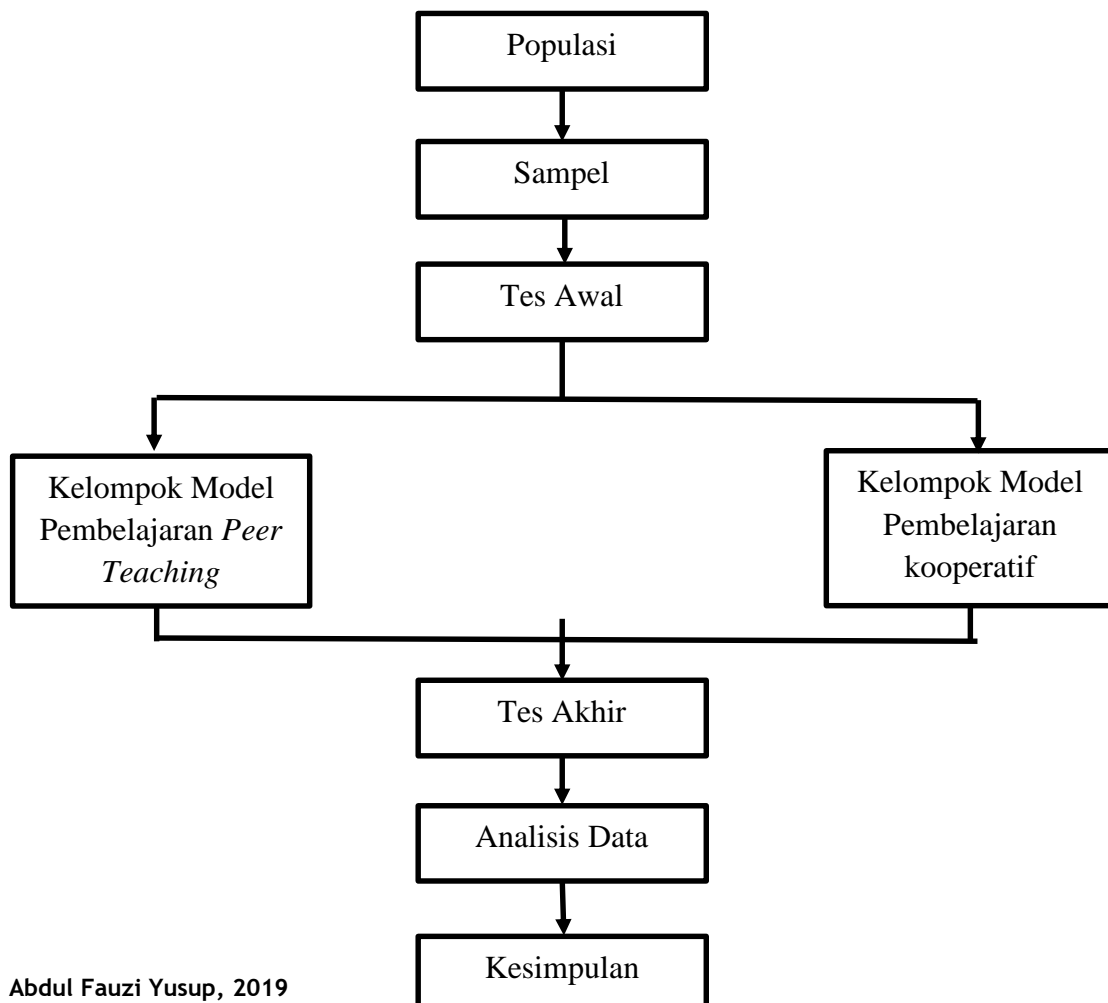 Populasi
Sampel
Tes Awal
Kelompok Model
Pembelajaran Peer
Teaching
Kelompok Model
Pembelajaran
kooperatif
Tes Akhir
Analisis Data
Kesimpulan
Abdul Fauzi Yusup, 2019